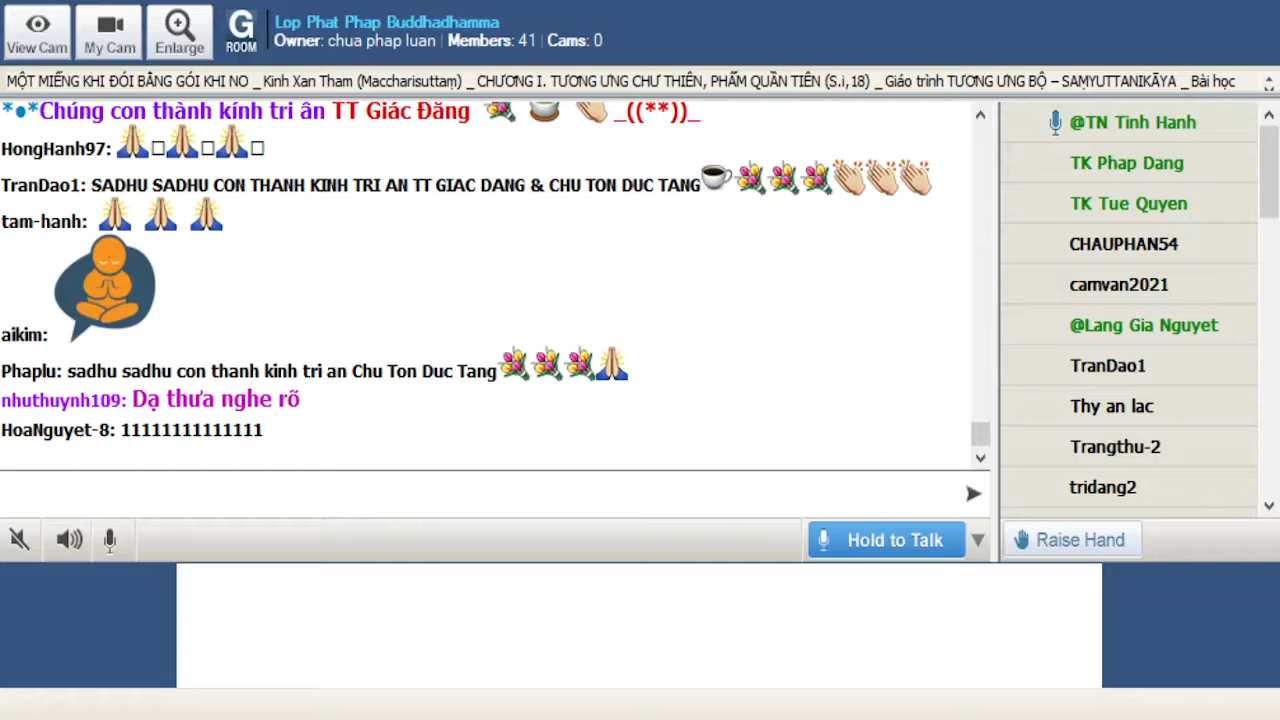 Lop Phat Phap Buddhadhamma
View Cam
My Cam
Enlarge
G
ROOM
Owner: chua phap luan | Members: 41 | Cams: 0
MỘT MIẾNG KHI ĐÓI BẰNG GÓI KHI NO _ Kinh Xan Tham (Maccharisuttaṃ) _ CHƯƠNG I. TƯƠNG ƯNG CHƯ THIÊN, PHẨM QUẦN TIÊN (S.i,18) _ Giáo trình TƯƠNG ƯNG BỘ – SAṂYUTTANIKĀYA _ Bài học
*●*Chúng con thành kính tri ân TT Giác Đăng _((**))_
HongHanh97:
TranDao1: SADHU SADHU CON THANH KINH TRI AN TT GIAC DANG & CHU TON DUC TANG
tam-hanh:
aikim:
Phaplu: sadhu sadhu con thanh kinh tri an Chu Ton Duc Tang
nhuthuynh109: Dạ thưa nghe rõ
HoaNguyet-8: 11111111111111
@TN Tinh Hanh
TK Phap Dang
TK Tue Quyen
CHAUPHAN54
camvan2021
@Lang Gia Nguyet
TranDao1
Thy an lac
Trangthu-2
tridang2
Hold to Talk
Raise Hand